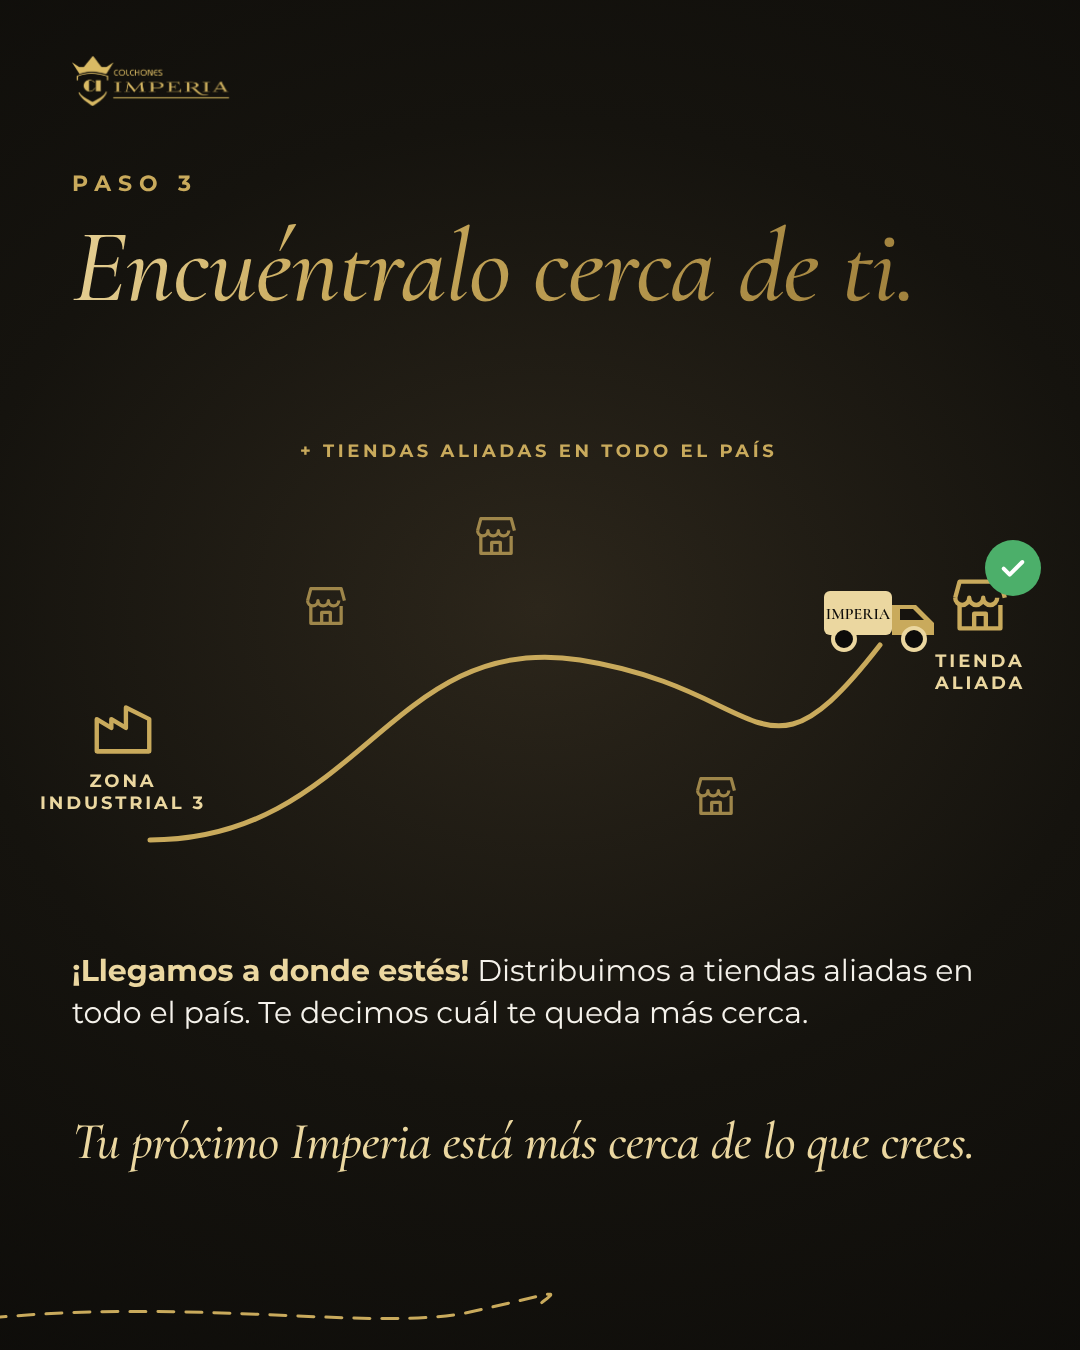 COLCHONES
IMPERIA
PASO 3
Encuéntralo cerca de ti.
+ TIENDAS ALIADAS EN TODO EL PAÍS
IMPERIA
TIENDA
ALIADA
ZONA
INDUSTRIAL 3
¡Llegamos a donde estés! Distribuimos a tiendas aliadas en
todo el país. Te decimos cuál te queda más cerca.
Tu próximo Imperia está más cerca de lo que crees.